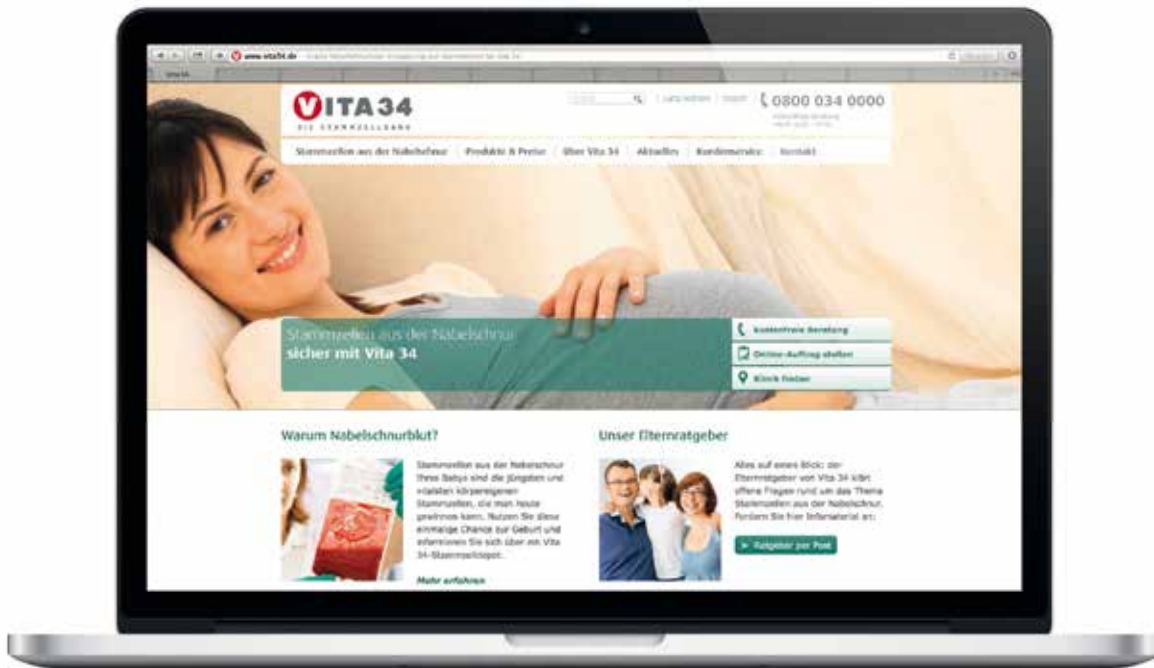 www.vita34.de
VITA 34
DIE STAMMZELLBANK
0800 034 0000
Stammzellen aus der Nabelschnur
Produkte & Preise
Über Vita 34
Aktuelles
Kundenservice
Kontakt
Stammzellen aus der Nabelschnur
sicher mit Vita 34
kostenfreie Beratung
Online-Auftrag stellen
Klinik finden
Warum Nabelschnurblut?
Stammzellen aus der Nabelschnur
Ihres Babys sind die jüngsten und
vitalsten körpereigenen
Stammzellen, die man heute
gewinnen kann. Nutzen Sie diese
einmalige Chance zur Geburt und
informieren Sie sich über ein Vita
34-Stammzelldepot.
Mehr erfahren
Unser Elternratgeber
Alles auf einen Blick: der
Elternratgeber von Vita 34 klärt
offene Fragen rund um das Thema
Stammzellen aus der Nabelschnur.
Fordern Sie hier Infomaterial an:
Ratgeber per Post